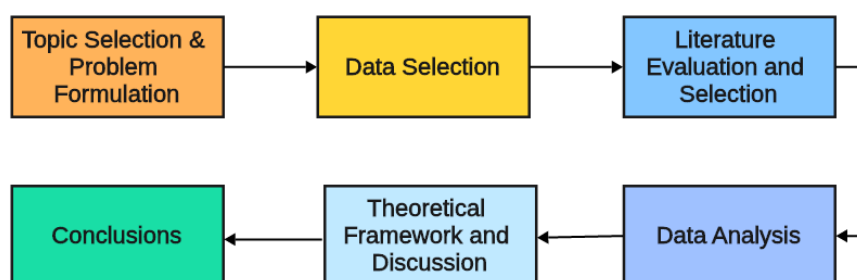 Topic Selection &
Problem
Formulation
Data Selection
Literature
Evaluation and
Selection
Data Analysis
Theoretical
Framework and
Discussion
Conclusions